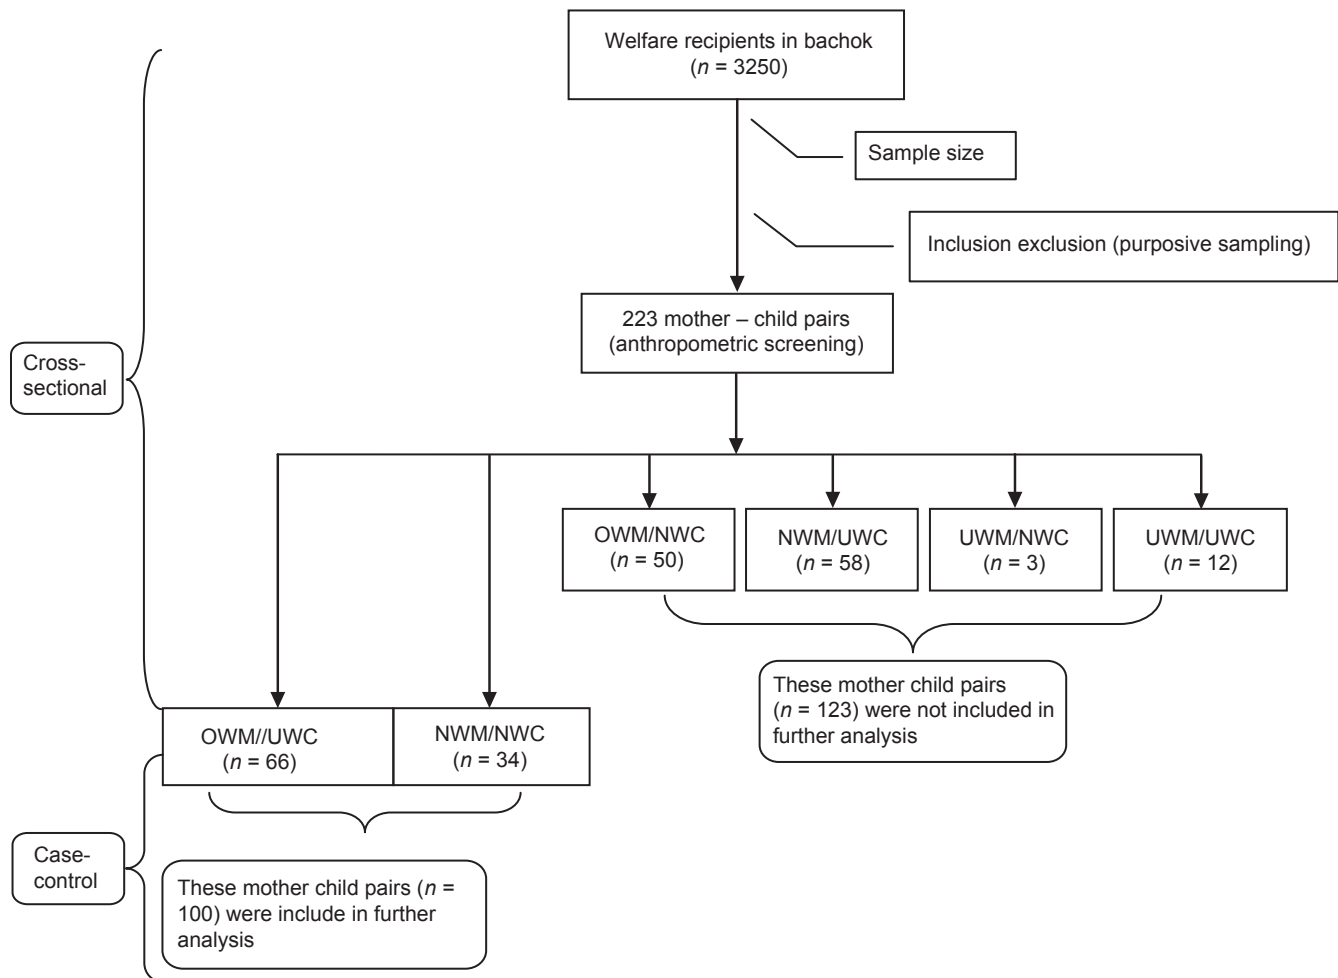 Welfare recipients in bachok
(n = 3250)
Sample size
Inclusion exclusion (purposive sampling)
223 mother – child pairs
(anthropometric screening)
Cross-
sectional
OWM/NWC
(n = 50)
NWM/UWC
(n = 58)
UWM/NWC
(n = 3)
UWM/UWC
(n = 12)
These mother child pairs
(n = 123) were not included in
further analysis
OWM//UWC
(n = 66)
NWM/NWC
(n = 34)
Case-
control
These mother child pairs (n =
100) were include in further
analysis